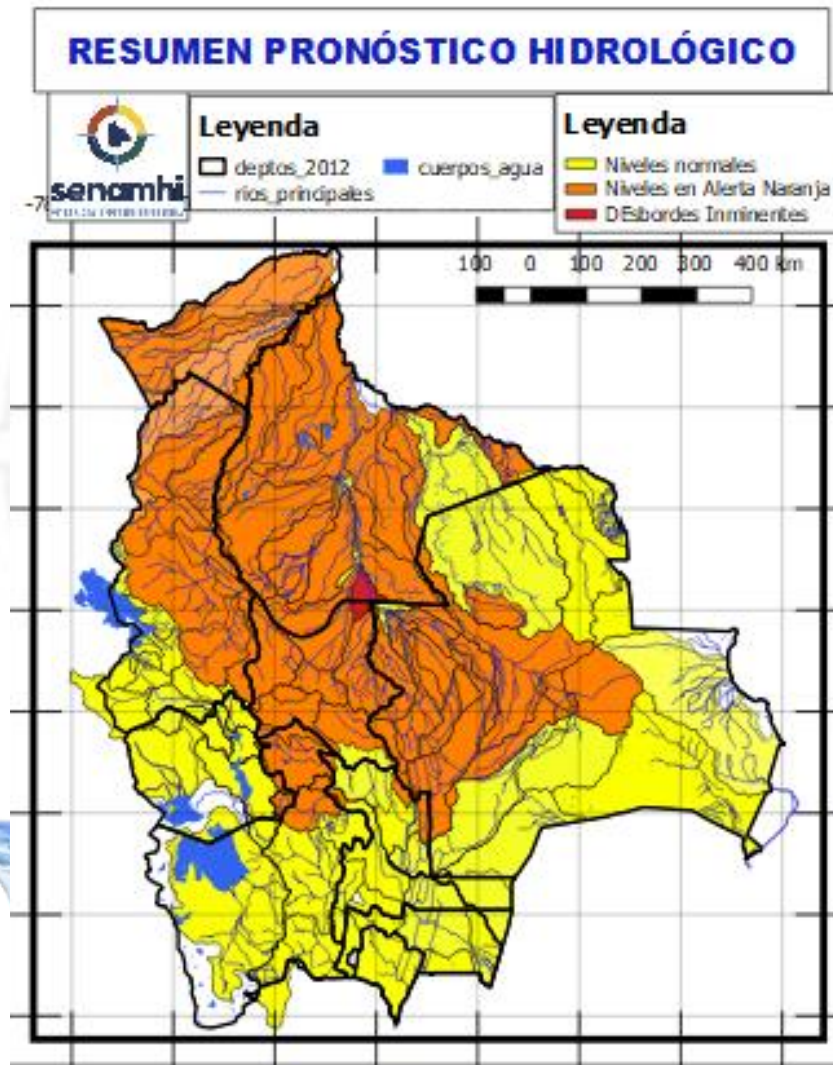 RESUMEN PRONÓSTICO HIDROLÓGICO
senamhi
Leyenda
deptos_2012 cuerpos_agua
rios_principales
Leyenda
Niveles normales
Niveles en Alerta Naranja
DEsbordes Inminentes
100 0 100 200 300 400 km